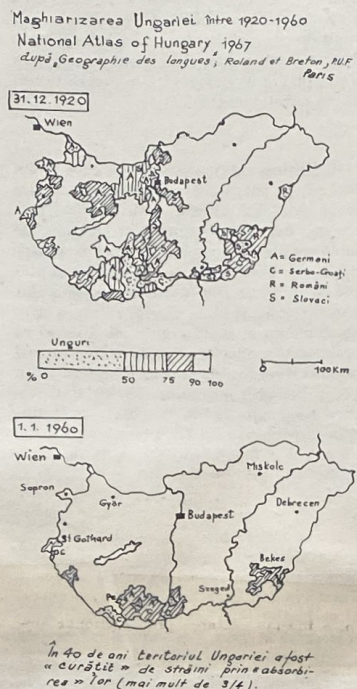 Maghiarizarea Ungariei între 1920-1960
National Atlas of Hungary, 1967
după „Geographie des langues", Roland et Breton, P.U.F
Paris
31.12.1920
Wien
Budapest
A
A
R
A = Germani
C = Serbo-Croați
R = Români
S = Slovaci
Unguri
% 0 50 75 90 100
0 100 Km
1.1. 1960
Wien
Miskolc
Sopron
Győr
Debrecen
Budapest
St Gothard
Bekes
Szeged
C
În 40 de ani teritoriul Ungariei a fost
« curățit » de străini prin « absorbi-
rea » lor (mai mult de 3/4).